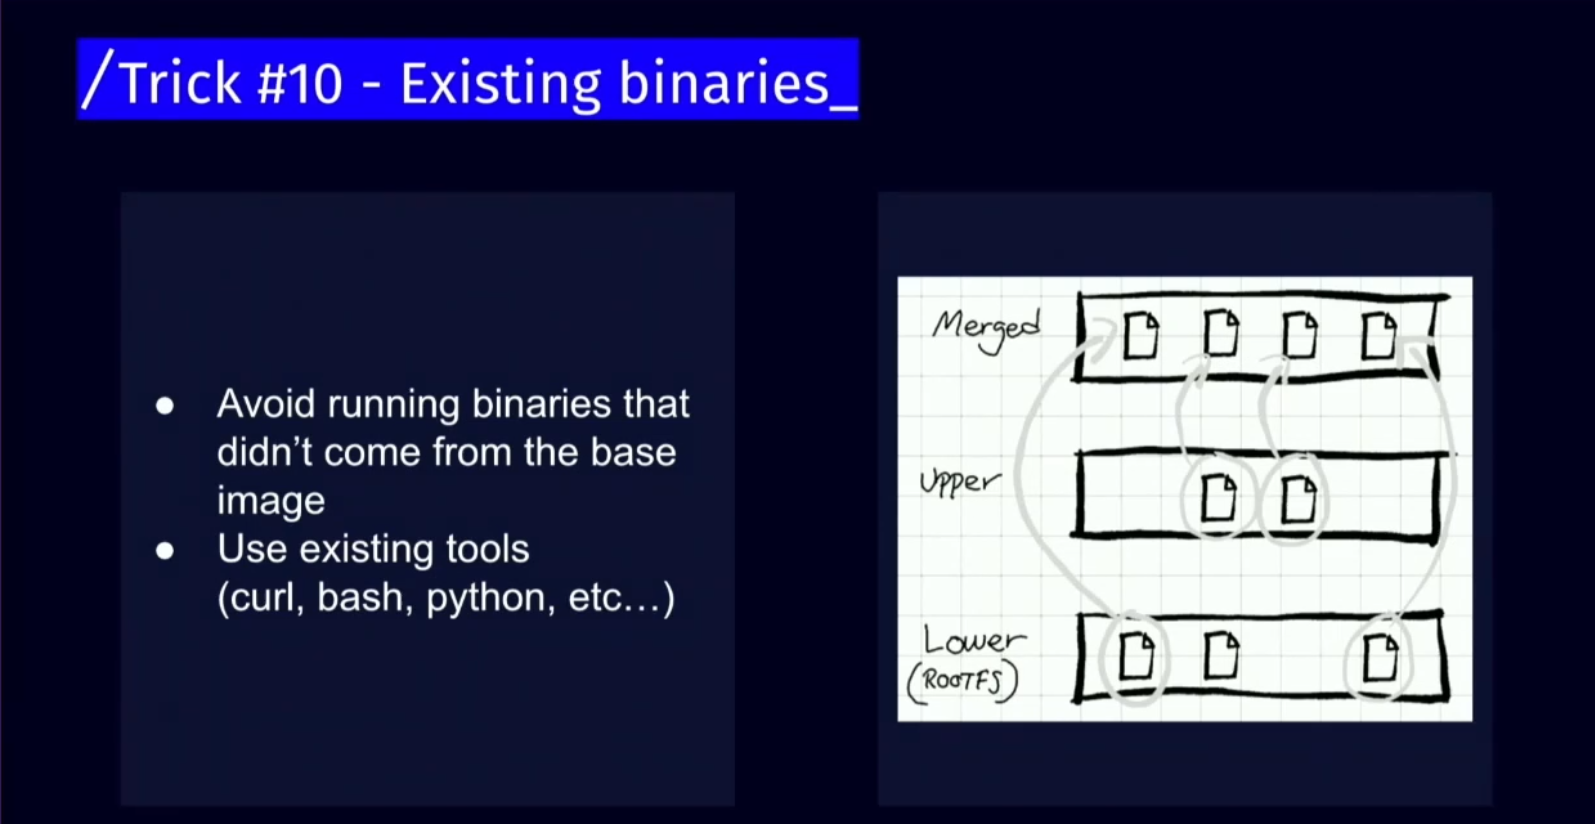 /Trick #10 - Existing binaries_
● Avoid running binaries that
didn’t come from the base
image
● Use existing tools
(curl, bash, python, etc...)
Merged
Upper
Lower
(ROOTFS)